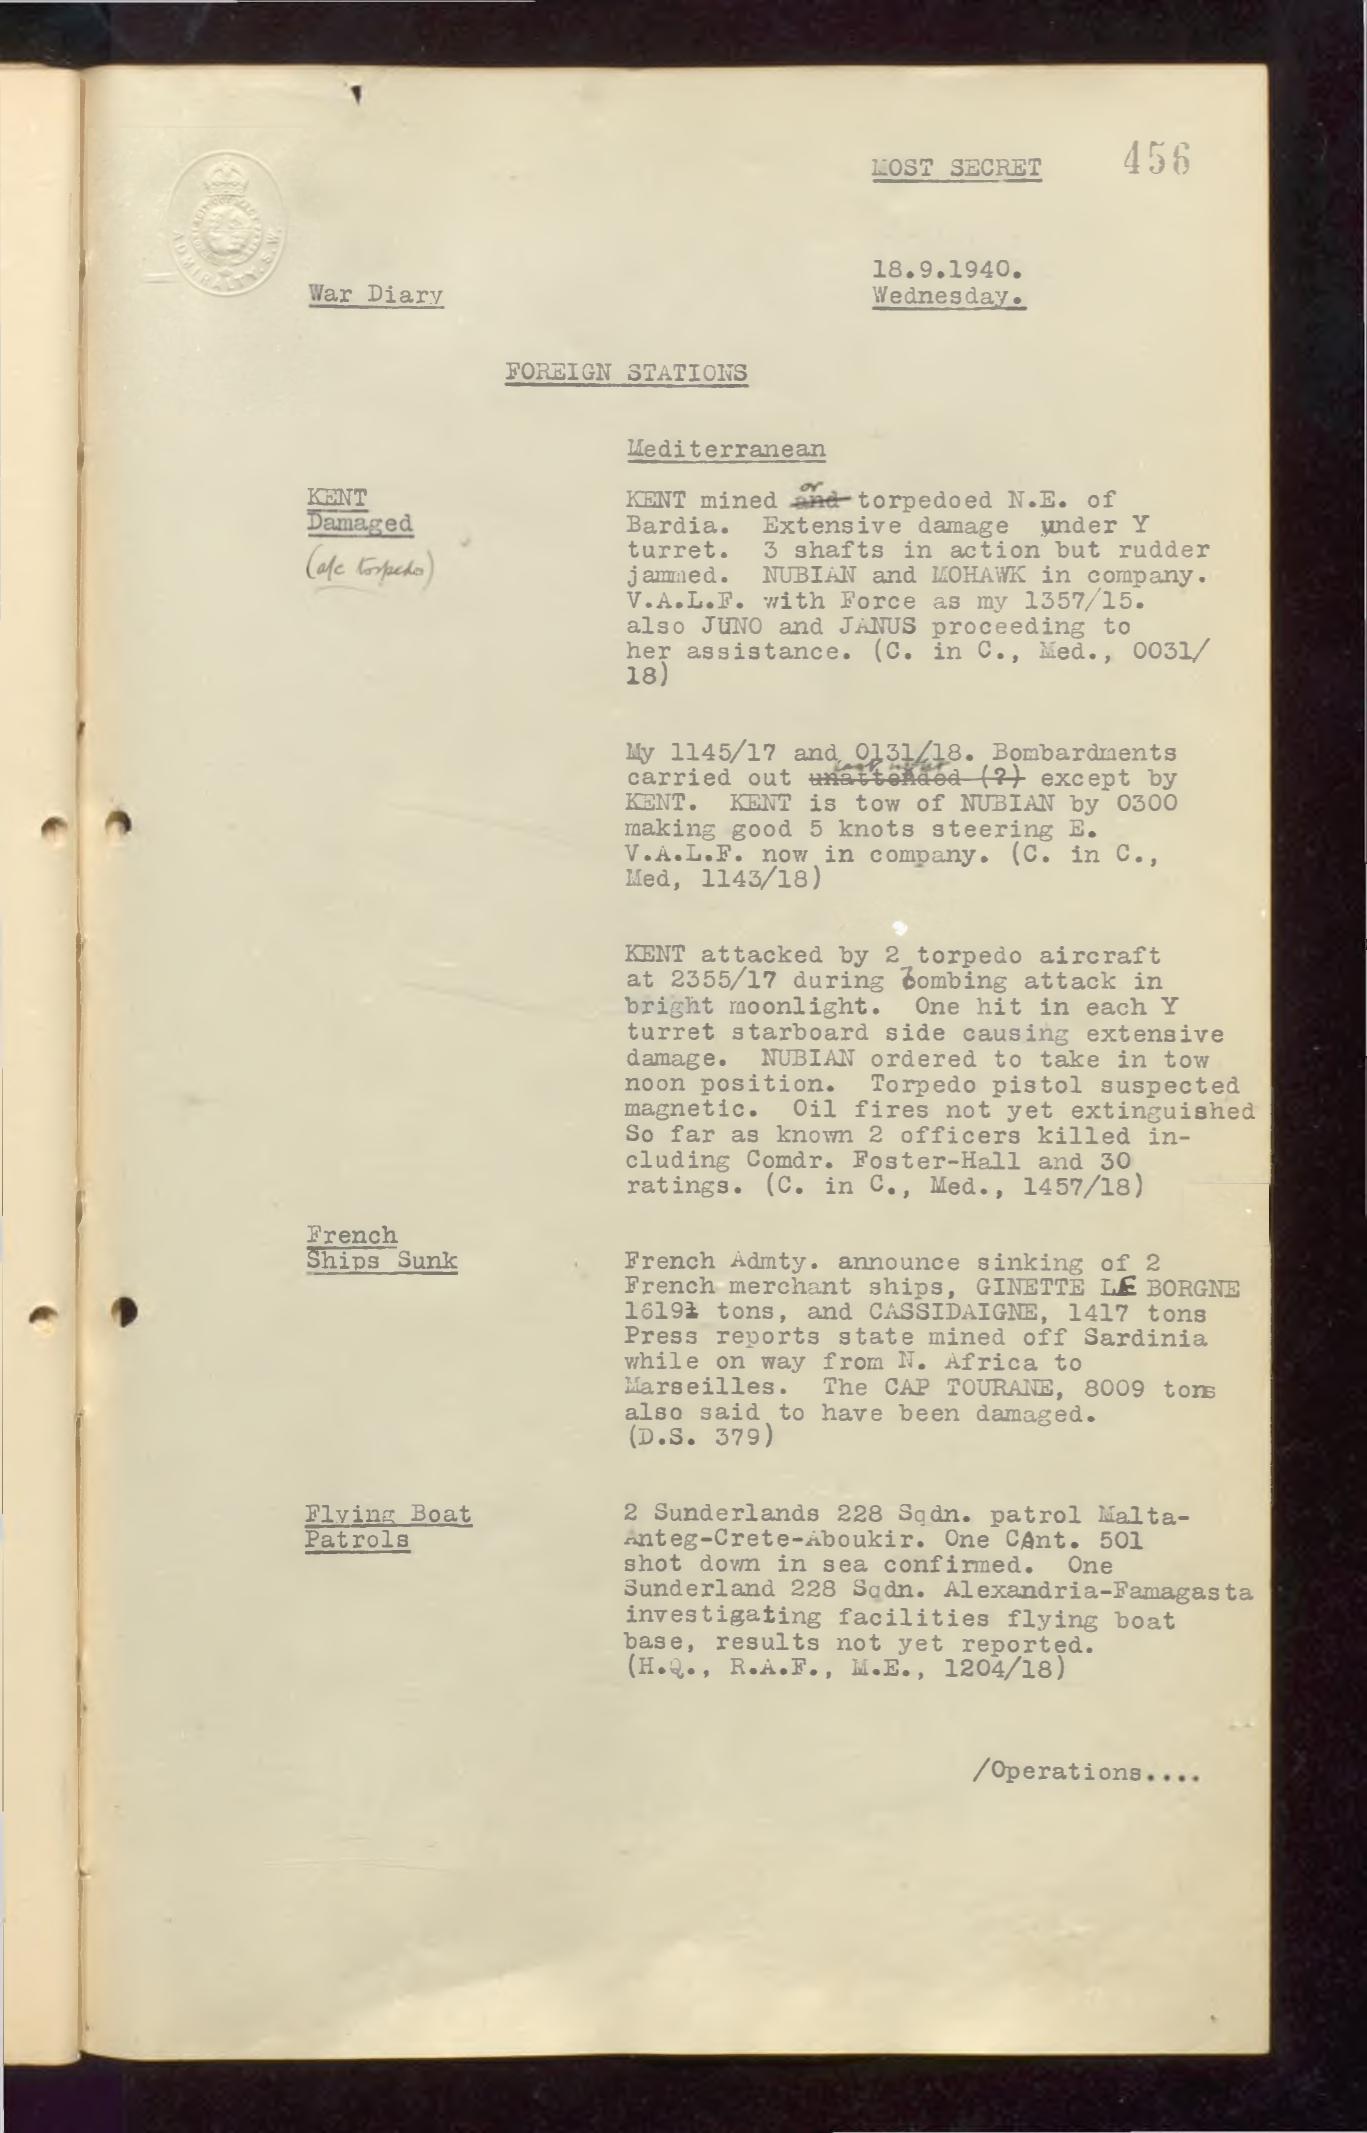 MOST SECRET 456
ADMIRALTY. S.W.
18.9.1940.
War Diary
Wednesday.
FOREIGN STATIONS
Mediterranean
KENT
Damaged
(a/c torpedo)
KENT mined and or torpedoed N.E. of
Bardia. Extensive damage under Y
turret. 3 shafts in action but rudder
jammed. NUBIAN and MOHAWK in company.
V.A.L.F. with Force as my 1357/15.
also JUNO and JANUS proceeding to
her assistance. (C. in C., Med., 0031/
18)
My 1145/17 and 0131/18. Bombardments
last night
carried out unattended (?) except by
KENT. KENT is tow of NUBIAN by 0300
making good 5 knots steering E.
V.A.L.F. now in company. (C. in C.,
Med, 1143/18)
KENT attacked by 2 torpedo aircraft
at 2355/17 during bombing attack in
bright moonlight. One hit in each Y
turret starboard side causing extensive
damage. NUBIAN ordered to take in tow
noon position. Torpedo pistol suspected
magnetic. Oil fires not yet extinguished
So far as known 2 officers killed in-
cluding Comdr. Foster-Hall and 30
ratings. (C. in C., Med., 1457/18)
French
Ships Sunk
French Admty. announce sinking of 2
French merchant ships, GINETTE LE BORGNE
tons, and CASSIDAIGNE, 1417 tons
Press reports state mined off Sardinia
while on way from N. Africa to
Marseilles. The CAP TOURANE, 8009 tons
also said to have been damaged.
(D.S. 379)
Flying Boat
Patrols
2 Sunderlands 228 Sqdn. patrol Malta-
Anteg-Crete-Aboukir. One CAnt. 501
shot down in sea confirmed. One
Sunderland 228 Sqdn. Alexandria-Famagasta
investigating facilities flying boat
base, results not yet reported.
(H.Q., R.A.F., M.E., 1204/18)
/Operations....